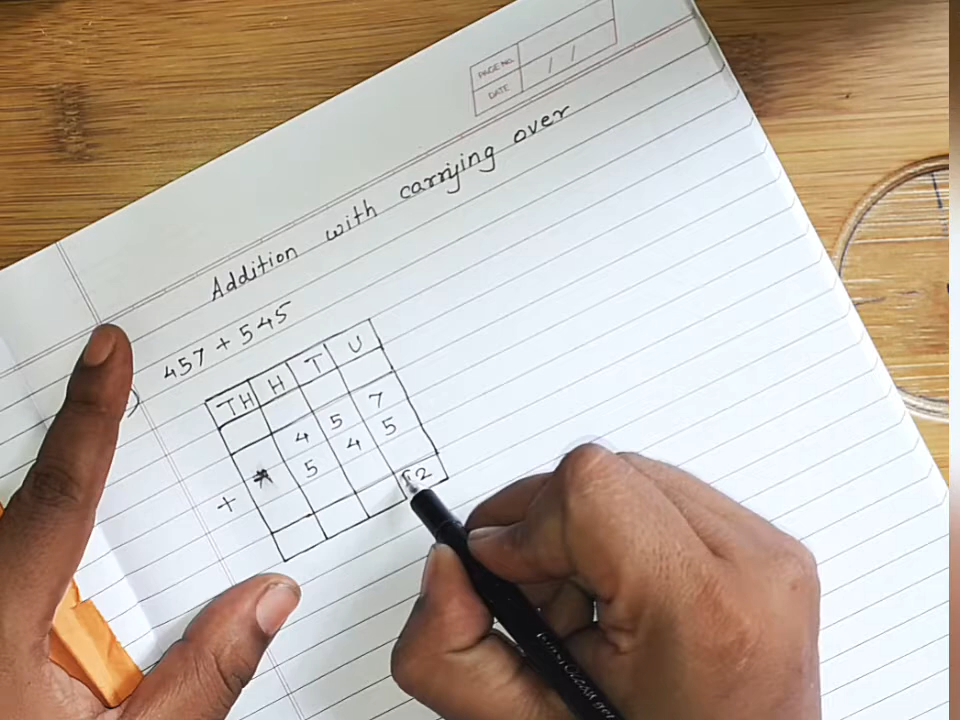 PAGE NO.
DATE / /
Addition with carrying over
457 + 545
TH H T U
4 5 7
+ 5 4 5
12